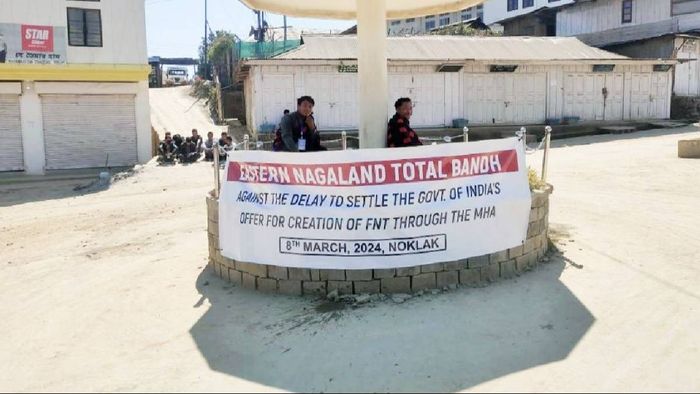 STAR
EASTERN NAGALAND TOTAL BANDH
AGAINST THE DELAY TO SETTLE THE GOVT. OF INDIA'S
OFFER FOR CREATION OF FNT THROUGH THE MHA
8TH MARCH, 2024, NOKLAK